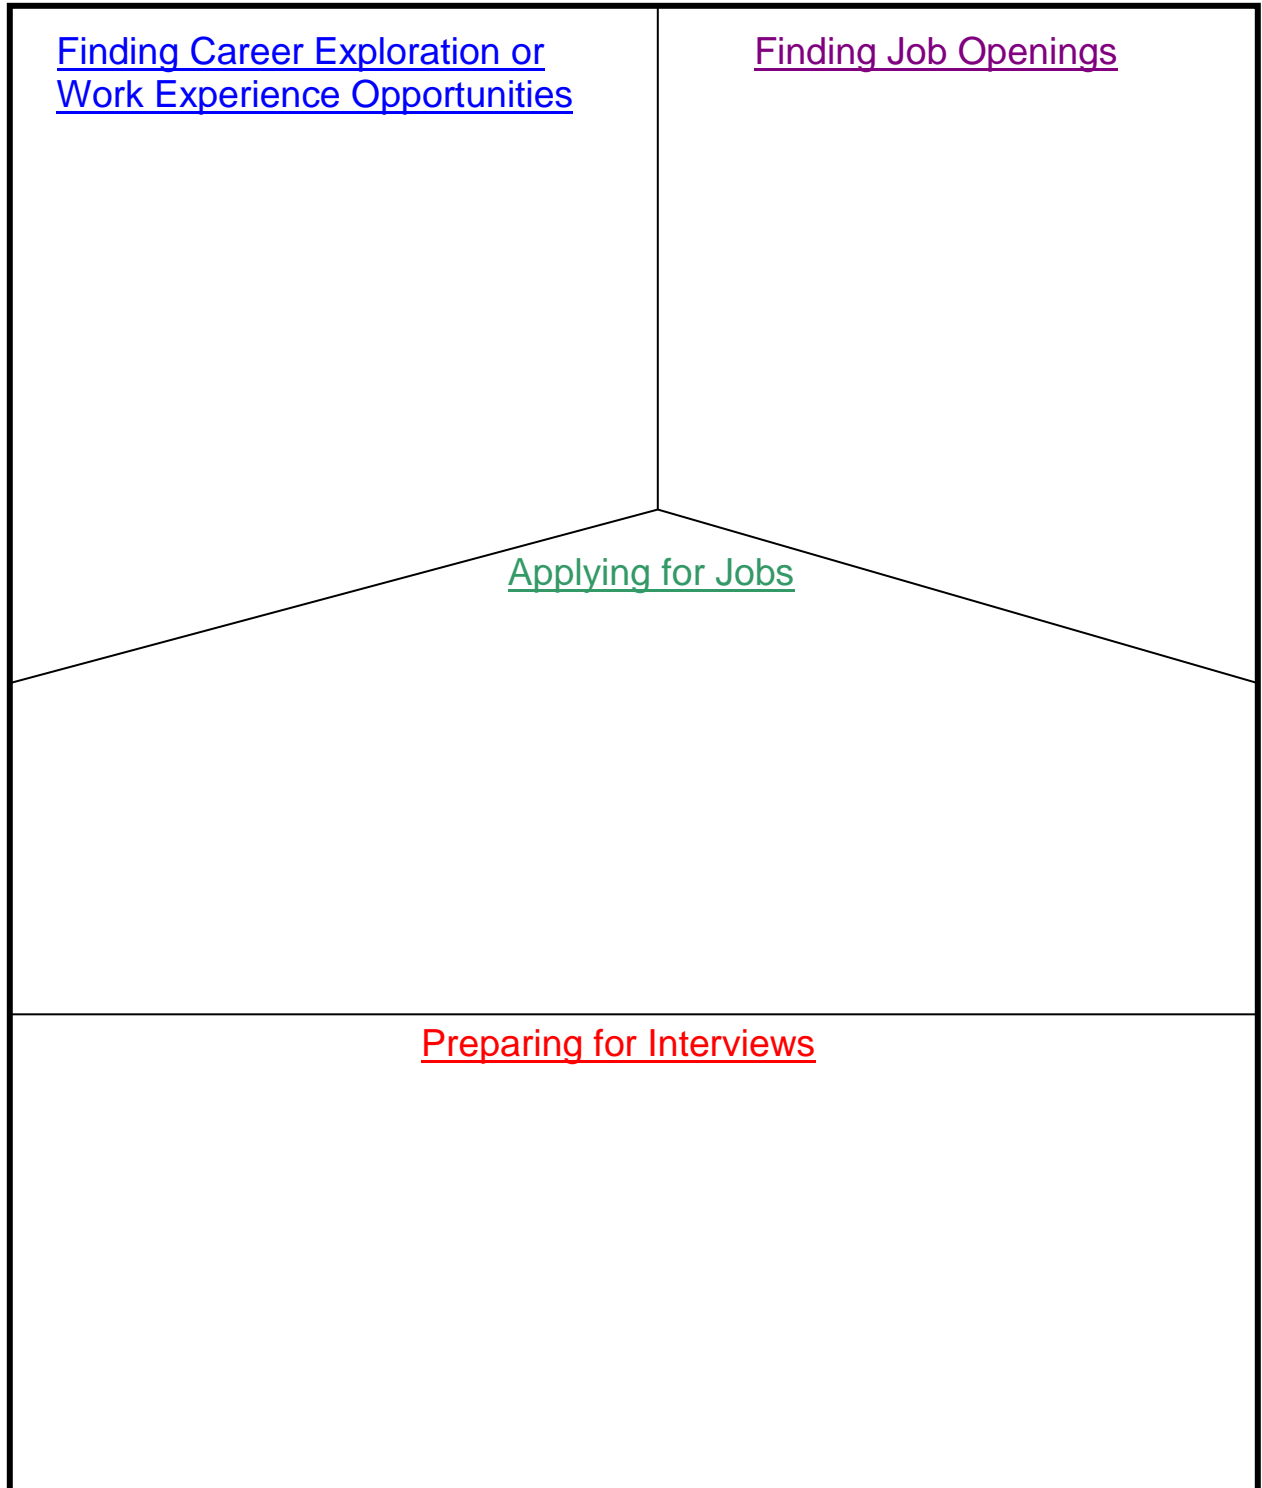 Finding Career Exploration or
Work Experience Opportunities
Finding Job Openings
Applying for Jobs
Preparing for Interviews